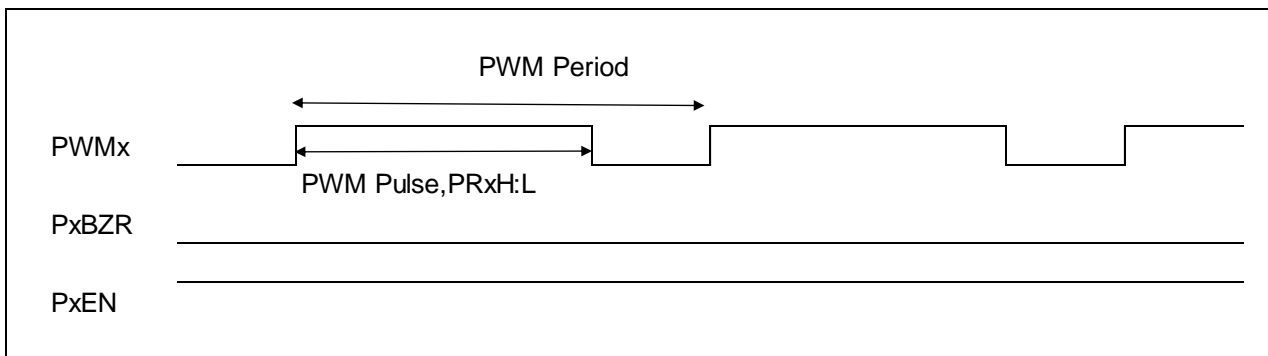 PWM Period
PWMx
PWM Pulse,PRxH:L
PxBZR
PxEN